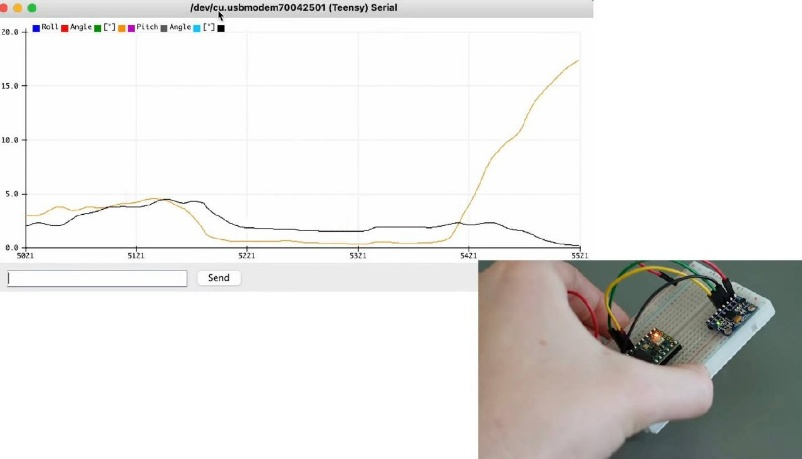 /dev/cu.usbmodem70042501 (Teensy) Serial
Roll Angle [°] Pitch Angle [°]
20.0
15.0
10.0
5.0
0.0
5021 5121 5221 5321 5421 5521
Send